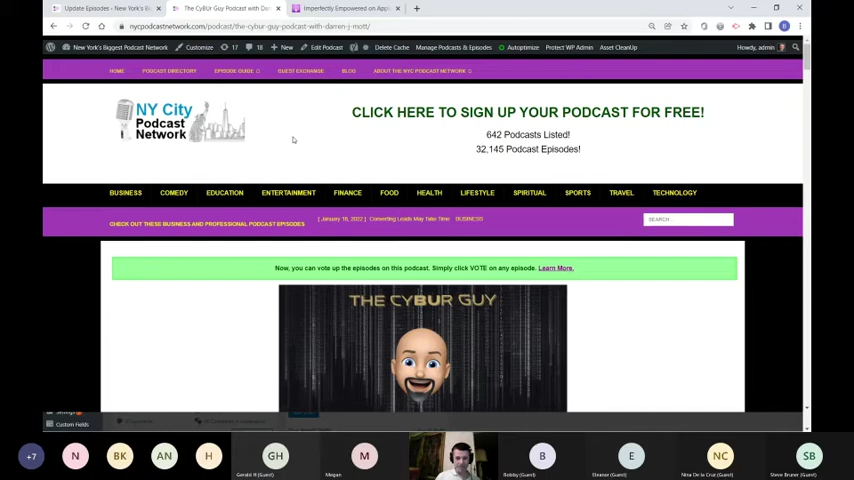 Update Episodes - New York's B
The CyBUr Guy Podcast with Dar
Imperfectly Empowered on Appl
nycpodcastnetwork.com/podcast/the-cybur-guy-podcast-with-darren-j-mott/
New York's Biggest Podcast Network
Customize
17
18
New
Edit Podcast
Delete Cache
Manage Podcasts & Episodes
Autoptimize
Protect WP Admin
Asset CleanUp
Howdy, admin
HOME
PODCAST DIRECTORY
EPISODE GUIDE
GUEST EXCHANGE
BLOG
ABOUT THE NYC PODCAST NETWORK
NY City
Podcast
Network
CLICK HERE TO SIGN UP YOUR PODCAST FOR FREE!
642 Podcasts Listed!
32,145 Podcast Episodes!
BUSINESS
COMEDY
EDUCATION
ENTERTAINMENT
FINANCE
FOOD
HEALTH
LIFESTYLE
SPIRITUAL
SPORTS
TRAVEL
TECHNOLOGY
CHECK OUT THESE BUSINESS AND PROFESSIONAL PODCAST EPISODES
[ January 16, 2022 ] Converting Leads May Take Time BUSINESS
SEARCH
Now, you can vote up the episodes on this podcast. Simply click VOTE on any episode. Learn More.
THE CYBUR GUY
Custom Fields
+7
N
BK
AN
H
GH
Gerald H (Guest)
M
Megan
B
Bobby (Guest)
E
Eleanor (Guest)
NC
Nina De La Cruz (Guest)
SB
Steve Bruner (Guest)